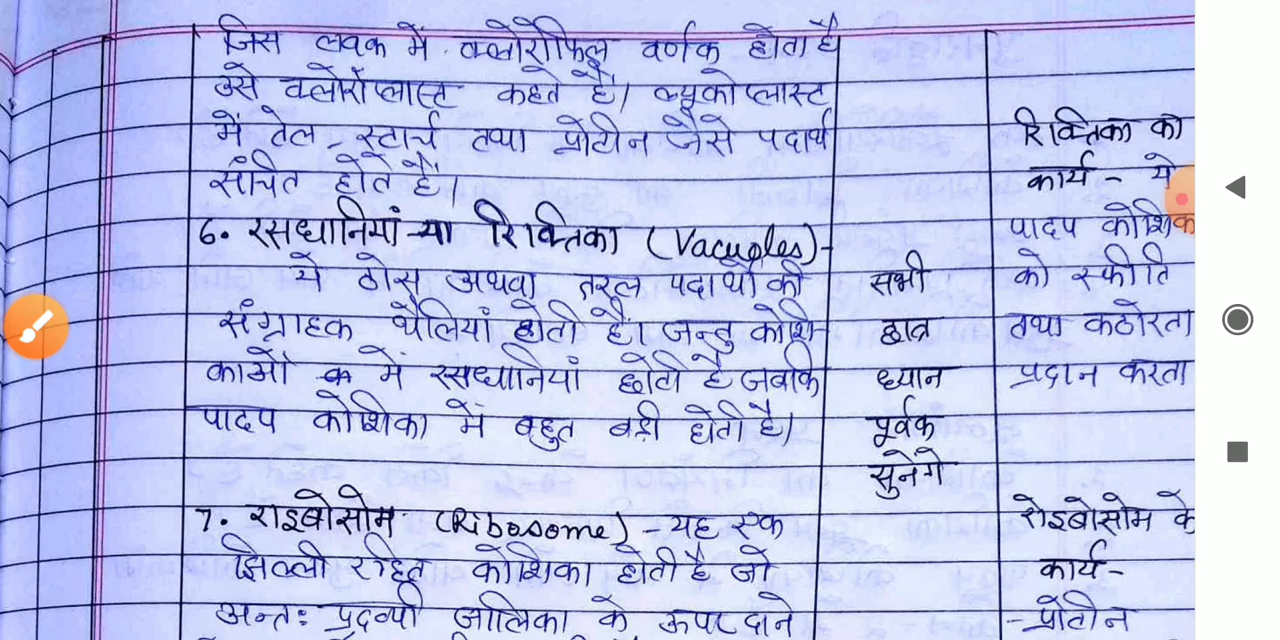 जिस लवक में क्लोरोफिल वर्णक होता है
उसे क्लोरोप्लास्ट कहते हैं। ल्यूकोप्लास्ट
में तेल स्टार्च तथा प्रोटीन जैसे पदार्थ
संचित होते हैं।
6. रसधानियां या रिक्तिका (Vacuoles)-
ये ठोस अथवा तरल पदार्थो की
संग्राहक थैलियां होती हैं जन्तु कोशि-
काओं क में रसधानियां छोटी है जबकि
पादप कोशिका में बहुत बड़ी होती है।
7. राइबोसोम (Ribosome)- यह एक
झिल्ली रहित कोशिका होती है जो
अन्तः प्रद्रव्यी जालिका के ऊपर दाने
सभी
छात्र
ध्यान
पूर्वक
सुनेगे
रिक्तिका को
कार्य- ये
पादप कोशिक
को स्फीति
तथा कठोरता
प्रदान करता
रोइबोसोम के
कार्य-
-प्रोटीन